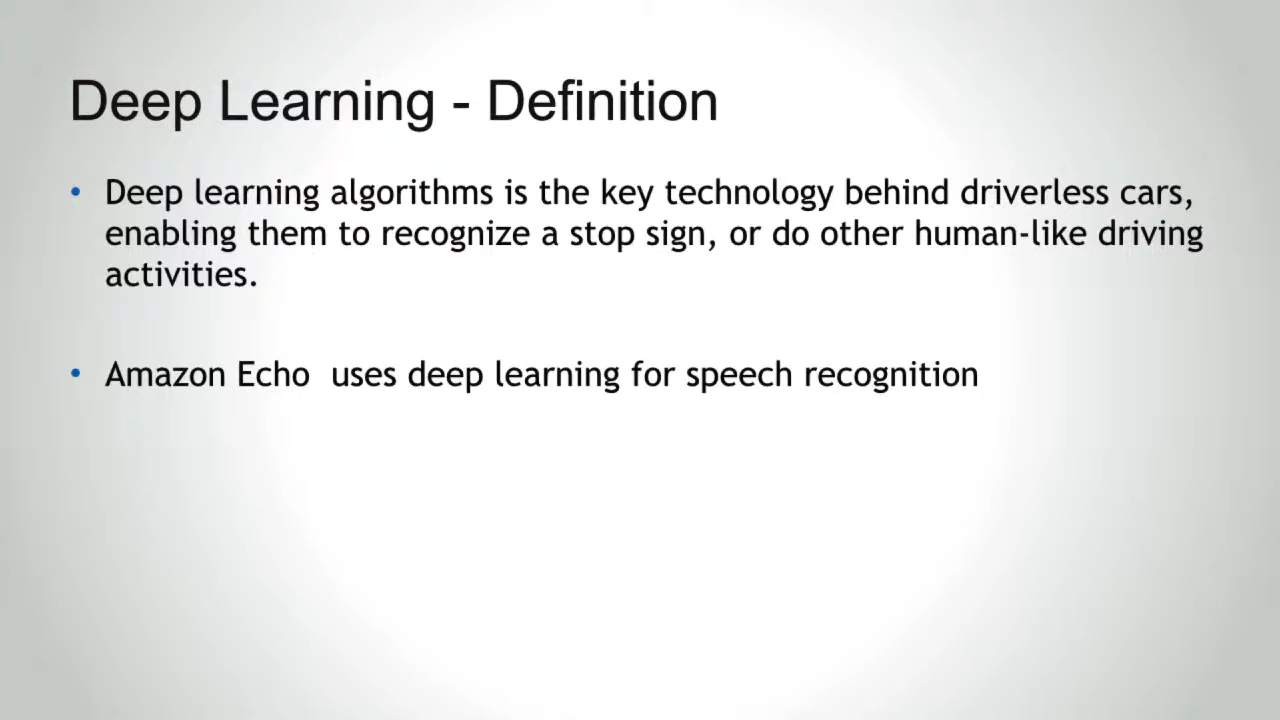 Deep Learning - Definition
• Deep learning algorithms is the key technology behind driverless cars,
enabling them to recognize a stop sign, or do other human-like driving
activities.
• Amazon Echo  uses deep learning for speech recognition